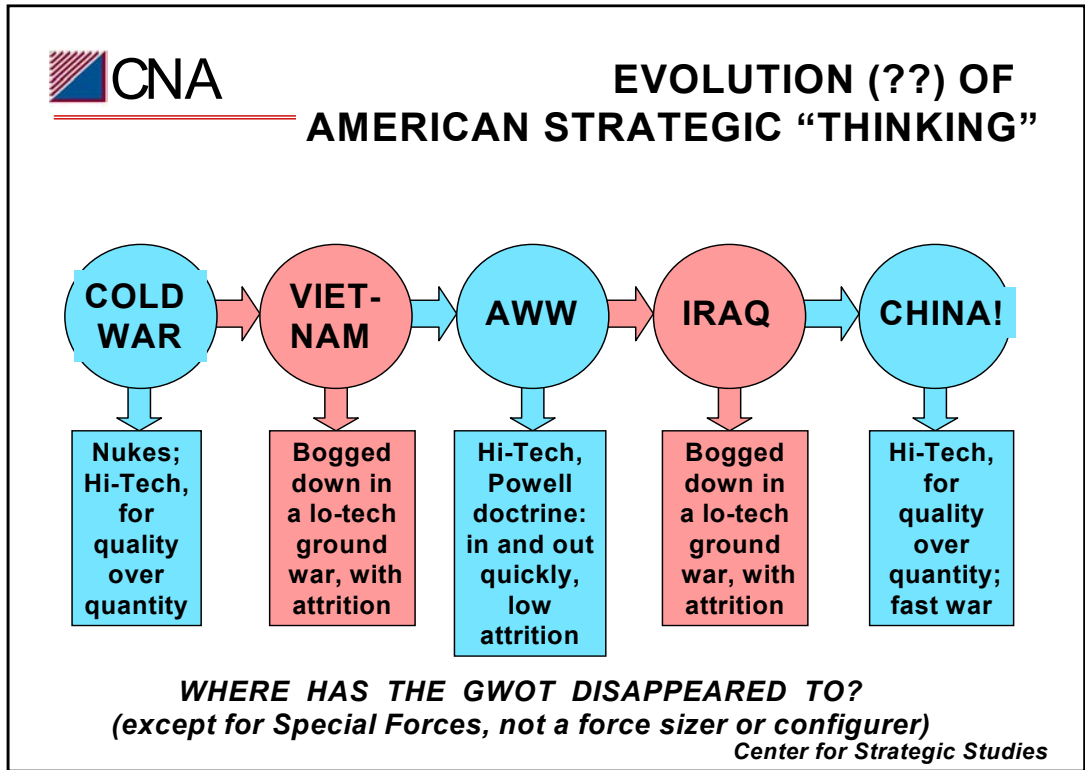 CNA
EVOLUTION (??) OF
AMERICAN STRATEGIC “THINKING”
COLD
WAR
VIET-
NAM
AWW
IRAQ
CHINA!
Nukes;
Hi-Tech,
for
quality
over
quantity
Bogged
down in
a lo-tech
ground
war, with
attrition
Hi-Tech,
Powell
doctrine:
in and out
quickly,
low
attrition
Bogged
down in
a lo-tech
ground
war, with
attrition
Hi-Tech,
for
quality
over
quantity;
fast war
WHERE HAS THE GWOT DISAPPEARED TO?
(except for Special Forces, not a force sizer or configurer)
Center for Strategic Studies